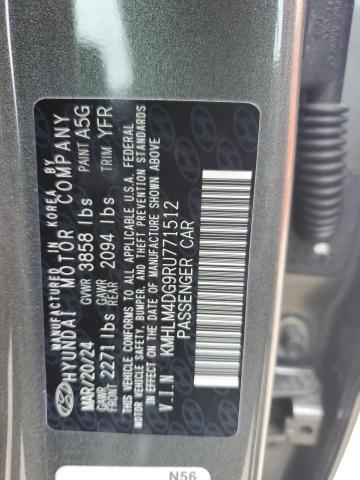 MANUFACTURED IN KOREA BY
HYUNDAI MOTOR COMPANY
MAR/20/24 GVWR 3858 lbs PAINT A5G
GAWR FRONT 2271lbs GAWR REAR 2094 lbs TRIM YFR
THIS VEHICLE CONFORMS TO ALL APPLICABLE U.S.A. FEDERAL
MOTOR VEHICLE SAFETY, BUMPER, AND THEFT PREVENTION
STANDARDS IN EFFECT ON THE DATE OF MANUFACTURE SHOWN ABOVE.
V.I.N KMHLM4DG9RU771512
PASSENGER CAR
N56